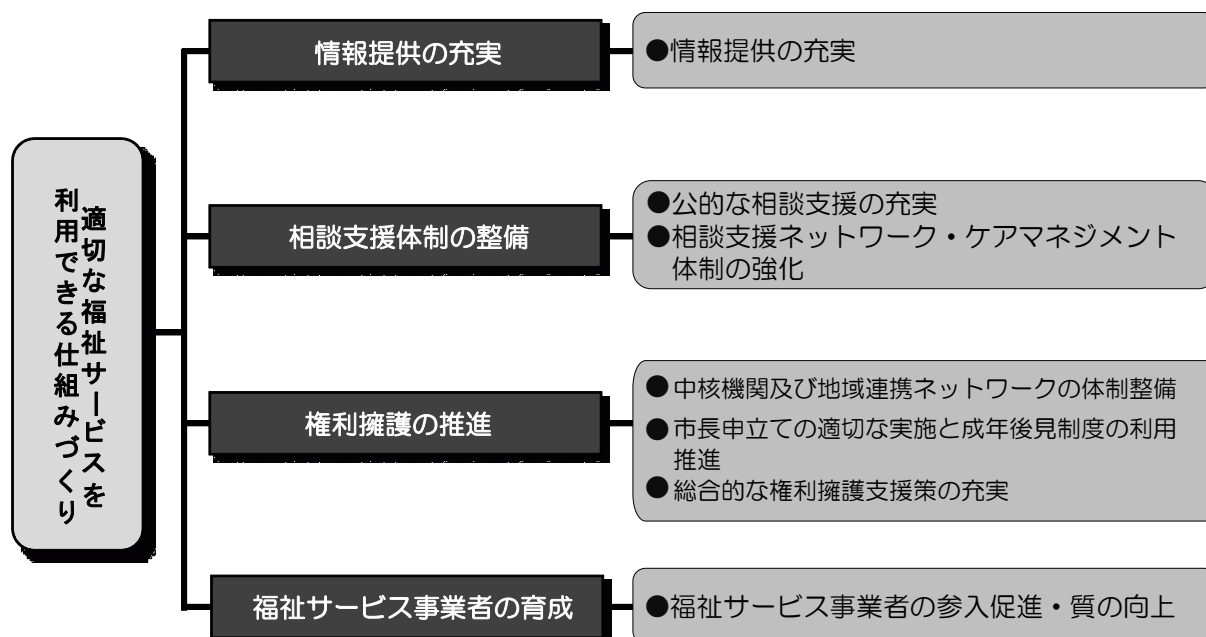 適切な福祉サービスを
利用できる仕組みづくり
情報提供の充実
●情報提供の充実
相談支援体制の整備
●公的な相談支援の充実
●相談支援ネットワーク・ケアマネジメント
体制の強化
権利擁護の推進
●中核機関及び地域連携ネットワークの体制整備
●市長申立ての適切な実施と成年後見制度の利用
推進
●総合的な権利擁護支援策の充実
福祉サービス事業者の育成
●福祉サービス事業者の参入促進・質の向上